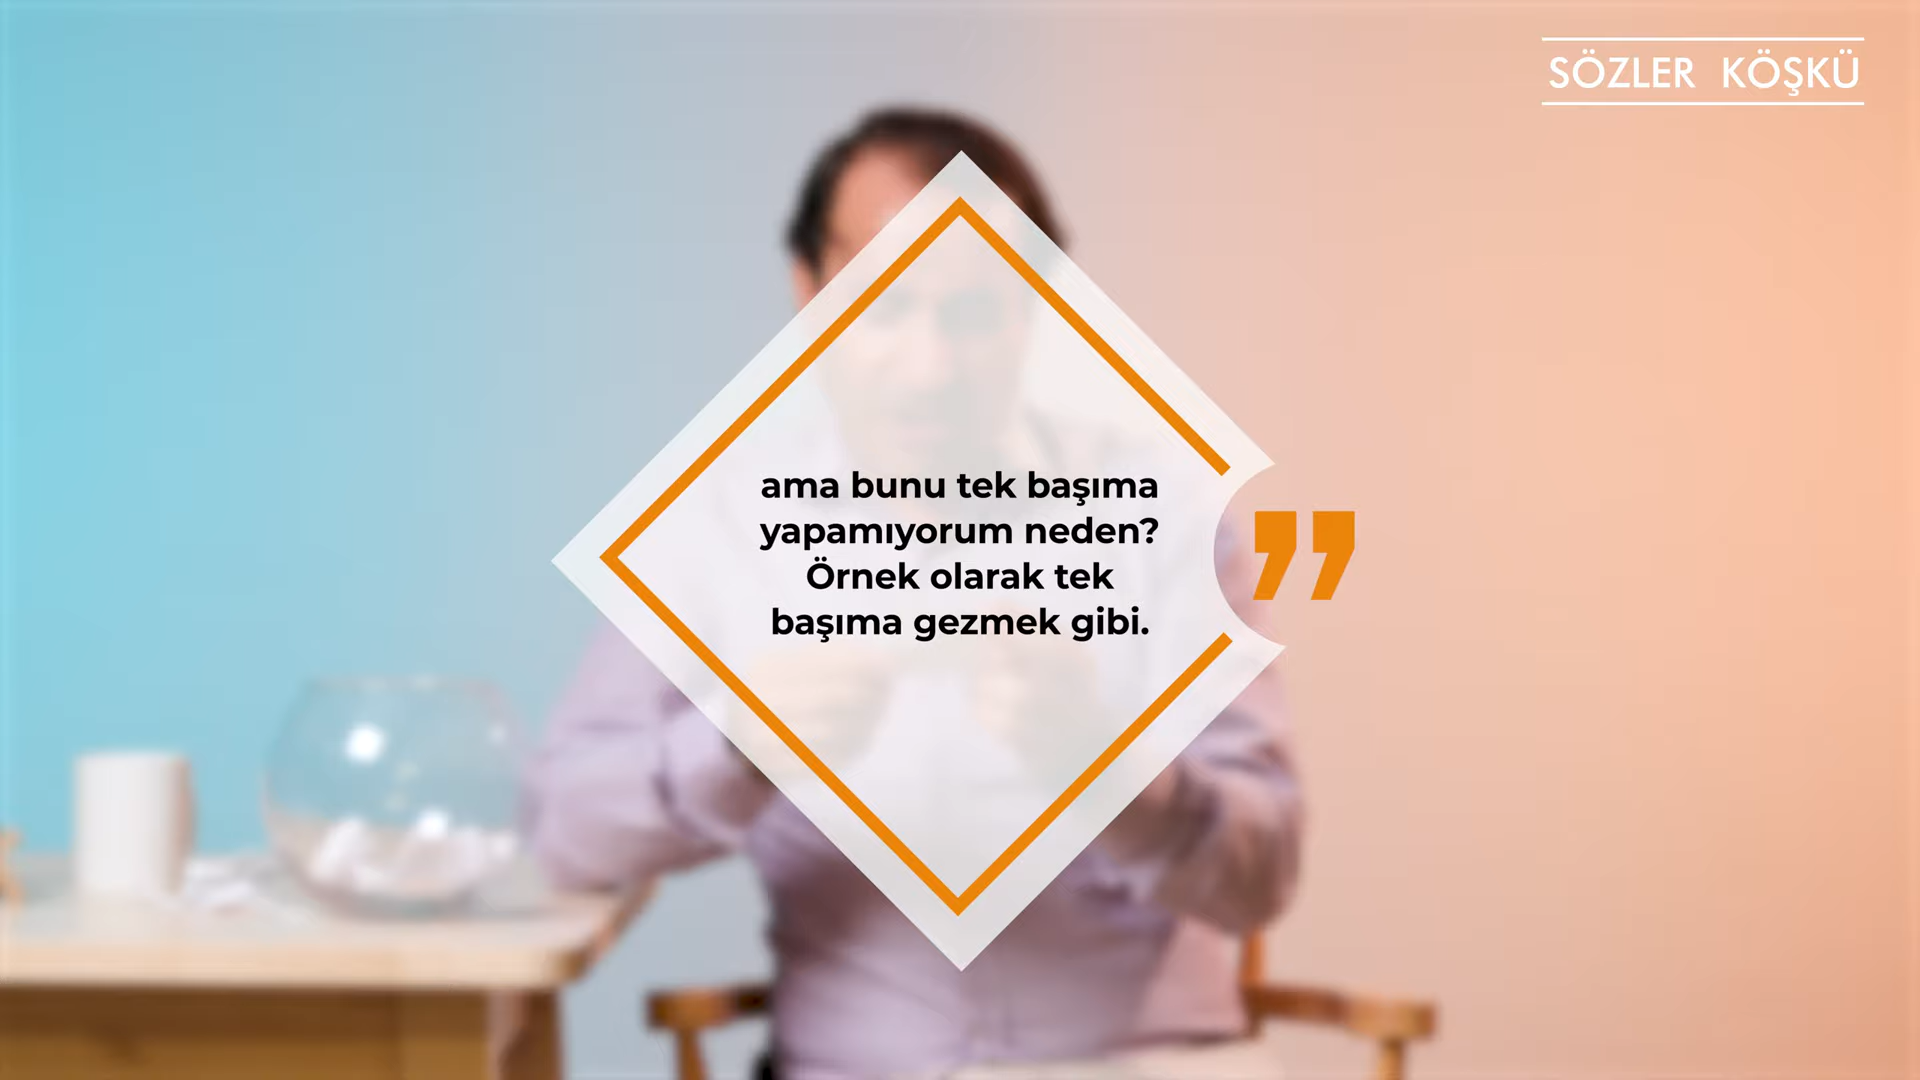 SÖZLER KÖŞKÜ
ama bunu tek başıma
yapamıyorum neden?
Örnek olarak tek
başıma gezmek gibi.